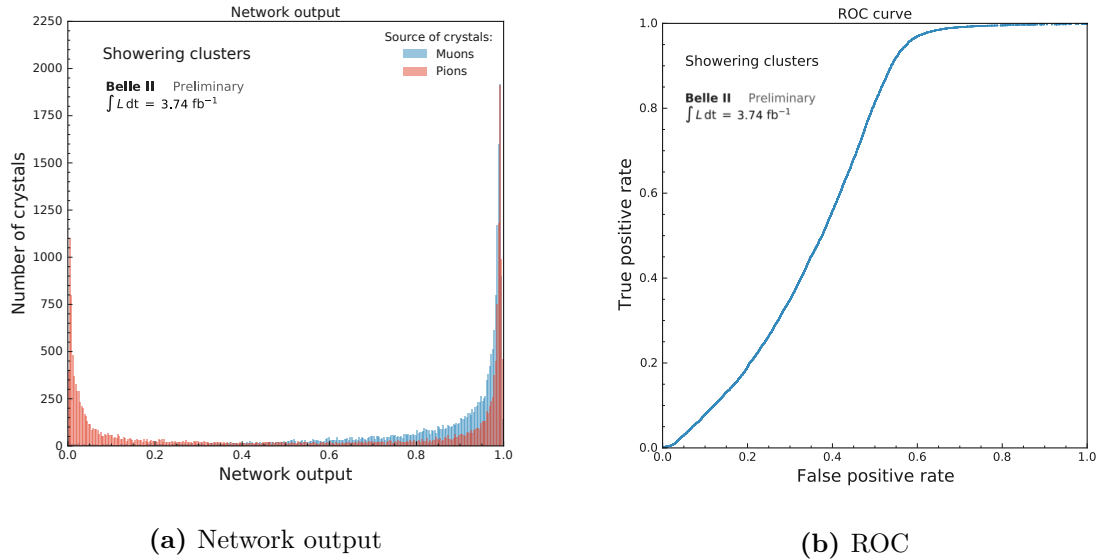 Network output
Number of crystals
2250
2000
1750
1500
1250
1000
750
500
250
0
Showering clusters
Belle II Preliminary
∫ L dt = 3.74 fb⁻¹
Source of crystals:
Muons
Pions
0.0 0.2 0.4 0.6 0.8 1.0
Network output
(a) Network output
ROC curve
True positive rate
1.0
0.8
0.6
0.4
0.2
0.0
Showering clusters
Belle II Preliminary
∫ L dt = 3.74 fb⁻¹
0.0 0.2 0.4 0.6 0.8 1.0
False positive rate
(b) ROC